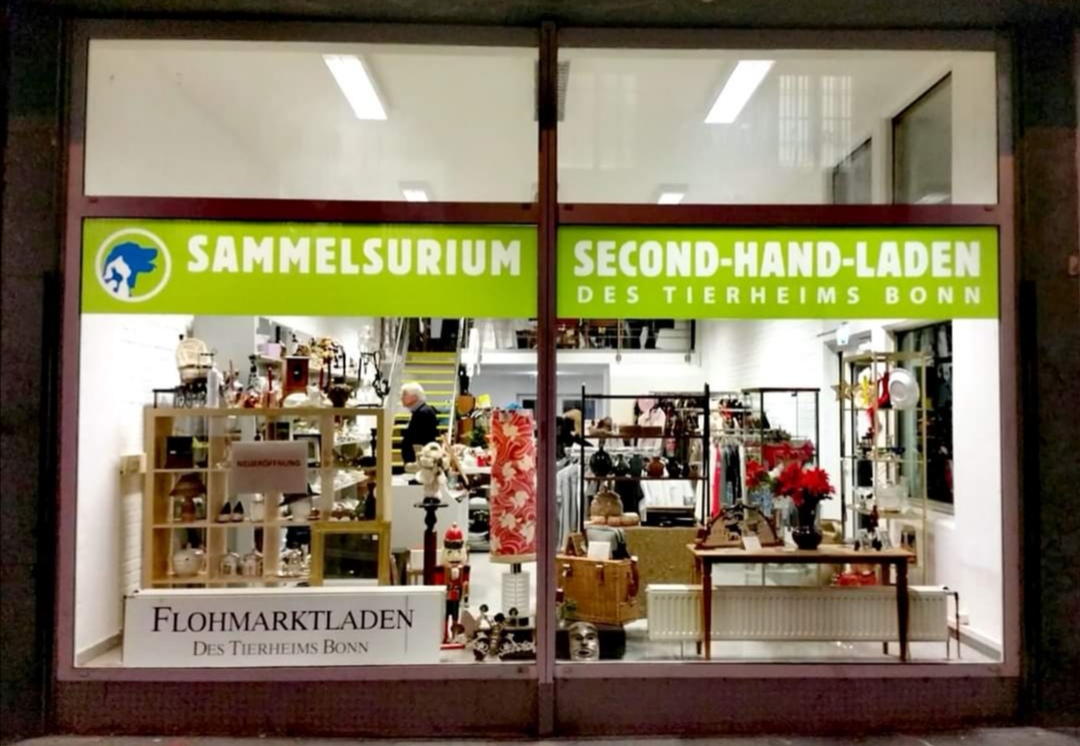 SAMMELSURIUM
SECOND-HAND-LADEN
DES TIERHEIMS BONN
NEUERÖFFNUNG
FLOHMARKTLADEN
DES TIERHEIMS BONN